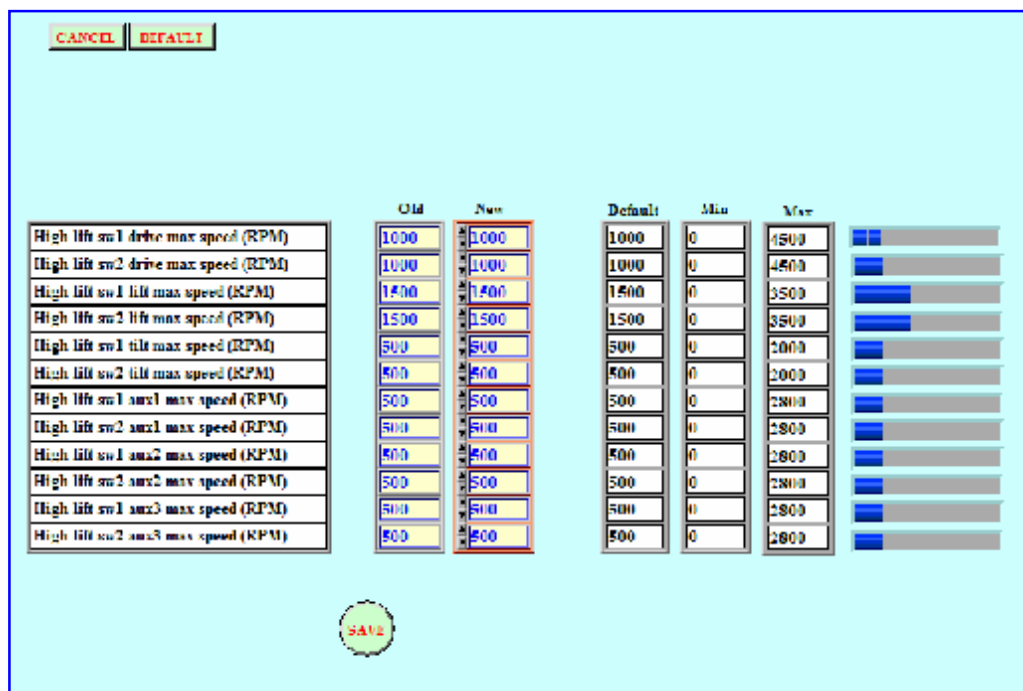 CANCEL DEFAULT
Old New Default Min Max
High lift sw1 drive max speed (RPM) 1000 1000 1000 0 4500
High lift sw2 drive max speed (RPM) 1000 1000 1000 0 4500
High lift sw1 lift max speed (RPM) 1500 1500 1500 0 3500
High lift sw2 lift max speed (RPM) 1500 1500 1500 0 3500
High lift sw1 tilt max speed (RPM) 500 500 500 0 2000
High lift sw2 tilt max speed (RPM) 500 500 500 0 2000
High lift sw1 aux1 max speed (RPM) 500 500 500 0 2800
High lift sw2 aux1 max speed (RPM) 500 500 500 0 2800
High lift sw1 aux2 max speed (RPM) 500 500 500 0 2800
High lift sw2 aux2 max speed (RPM) 500 500 500 0 2800
High lift sw1 aux3 max speed (RPM) 500 500 500 0 2800
High lift sw2 aux3 max speed (RPM) 500 500 500 0 2800
SAVE